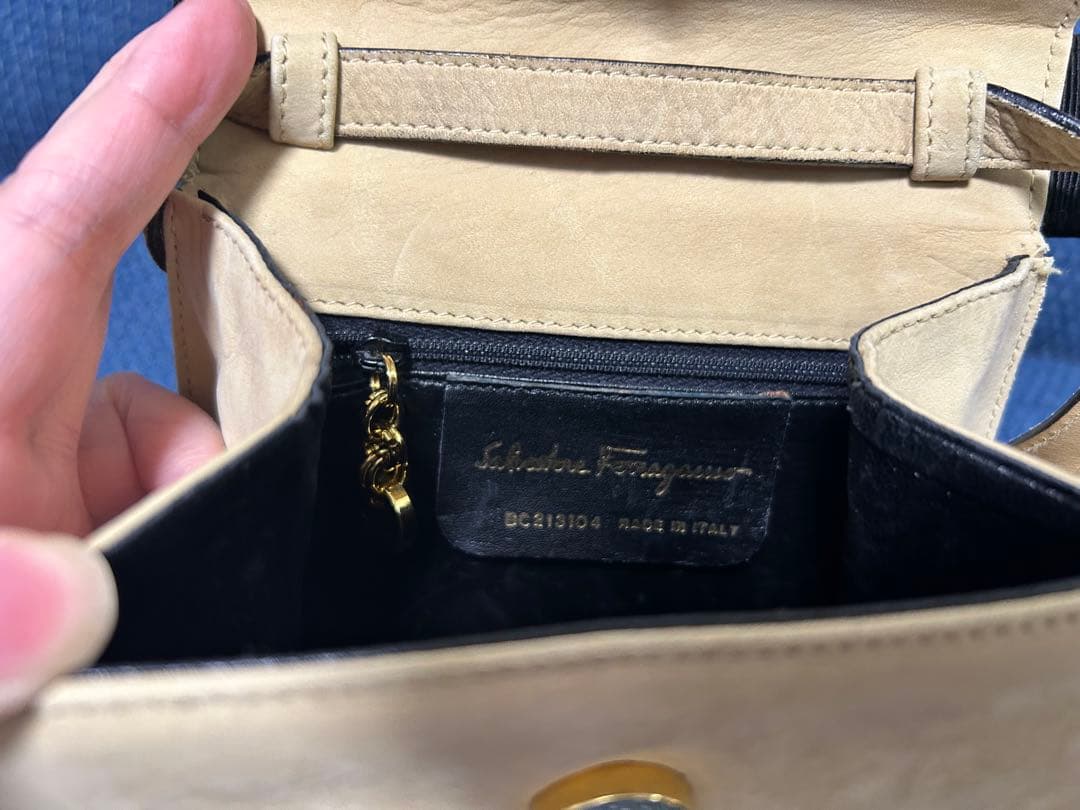 Salvatore Ferragamo
BC213104 MADE IN ITALY